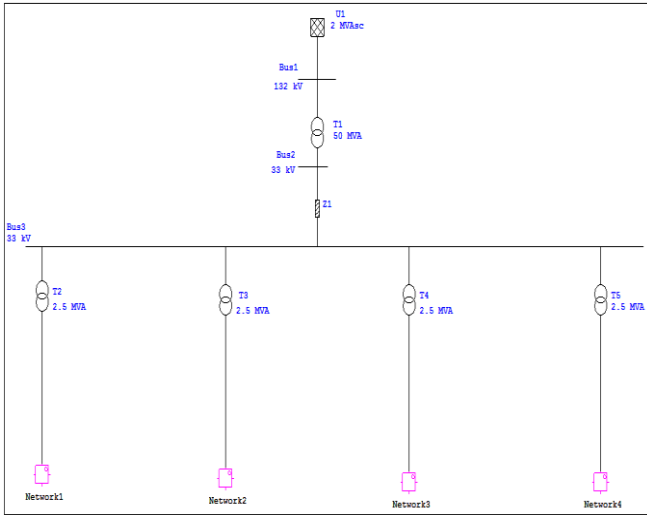 U1
2 MVAsc
Bus1
132 kV
T1
50 MVA
Bus2
33 kV
Z1
Bus3
33 kV
T2
2.5 MVA
T3
2.5 MVA
T4
2.5 MVA
T5
2.5 MVA
Network1
Network2
Network3
Network4